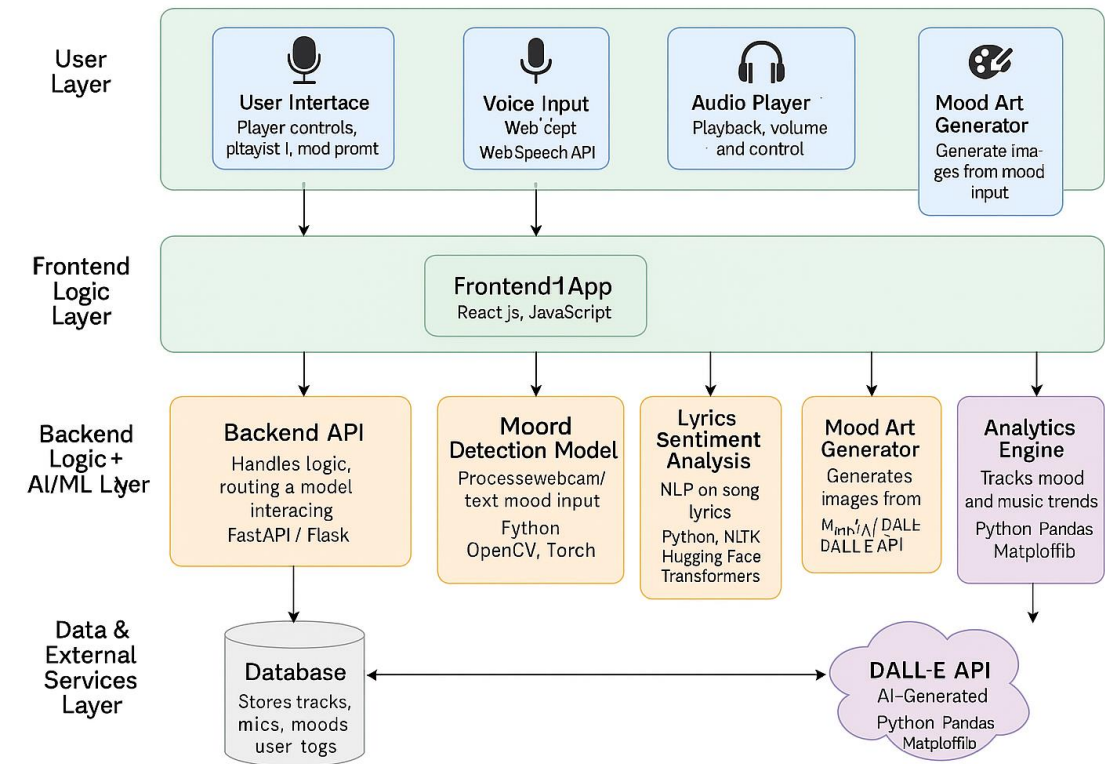 User
Layer
User Intertace
Player controls,
pltayist I, mod promt
Voice Input
Web'cept
Web Speech API
Audio Player
Playback, volume
and control
Mood Art
Generator
Generate ima-
ges from mood
input
Frontend
Logic
Layer
Frontend1App
React js, JavaScript
Backend
Logic +
AI/ML Layer
Backend API
Handles logic,
routing a model
interacing
FastAPI / Flask
Moord
Detection Model
Processewebcam/
text mood input
Fython
OpenCV, Torch
Lyrics
Sentiment
Analysis
NLP on song
lyrics
Python, NLTK
Hugging Face
Transformers
Mood Art
Generator
Generates
images from
DALL E API
Analytics
Engine
Tracks mood
and music trends
Python Pandas
Matploffib
Data &
External
Services
Layer
Database
Stores tracks,
mics, moods
user togs
DALL-E API
AI-Generated
Python Pandas
Matploffib